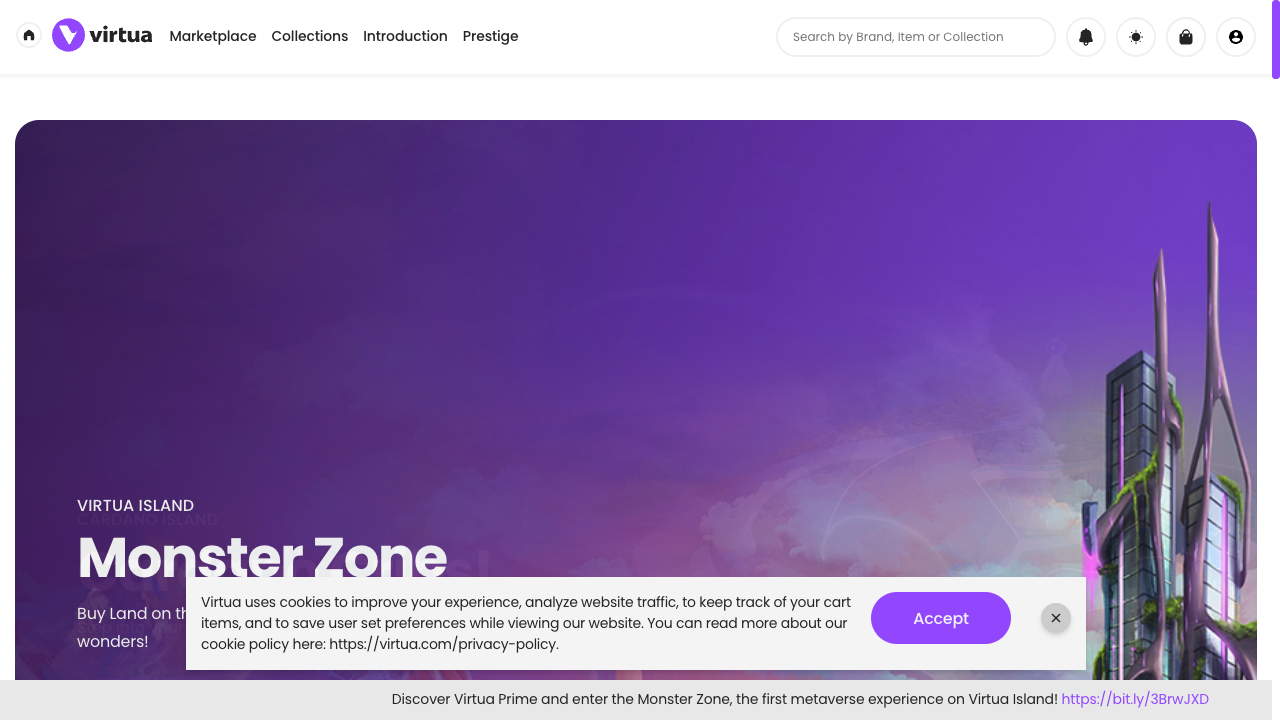 virtua
Marketplace
Collections
Introduction
Prestige
Search by Brand, Item or Collection
VIRTUA ISLAND
CARDANO ISLAND
Monster Zone
Buy Land on th
wonders!
Virtua uses cookies to improve your experience, analyze website traffic, to keep track of your cart
items, and to save user set preferences while viewing our website. You can read more about our
cookie policy here: https://virtua.com/privacy-policy.
Accept
Discover Virtua Prime and enter the Monster Zone, the first metaverse experience on Virtua Island! https://bit.ly/3BrwJXD